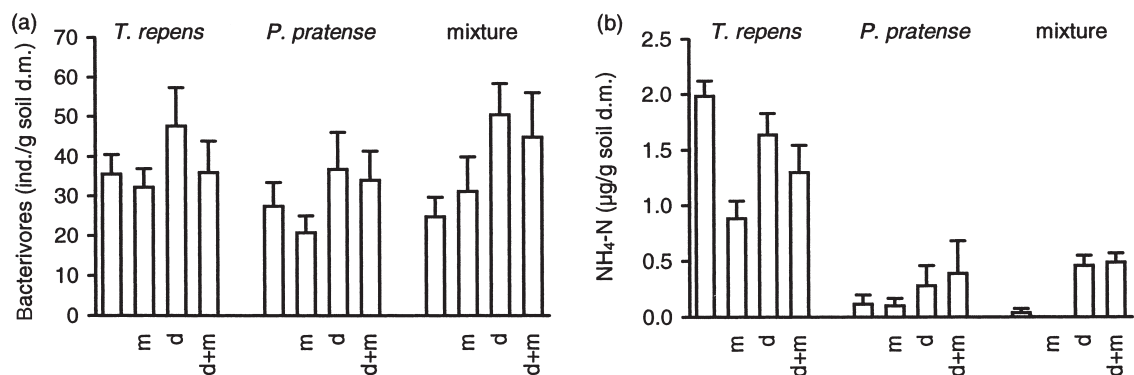 (a)
T. repens P. pratense mixture
Bacterivores (ind./g soil d.m.)
70
60
50
40
30
20
10
0
m d d+m m d d+m m d d+m
(b)
T. repens P. pratense mixture
NH₄-N (µg/g soil d.m.)
2.5
2.0
1.5
1.0
0.5
0.0
m d d+m m d d+m m d d+m